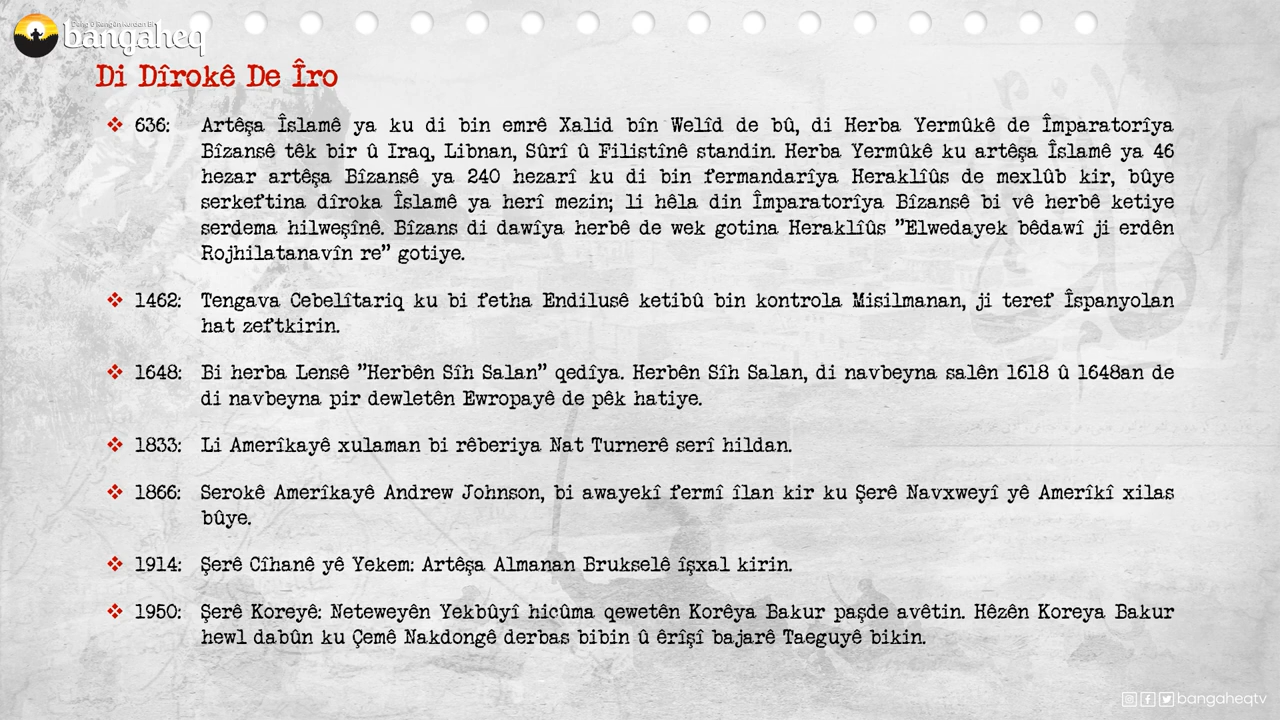 bangaheq
Di Dîrokê De Îro
❖ 636: Artêşa Îslamê ya ku di bin emrê Xalid bîn Welîd de bû, di Herba Yermûkê de Împaratorîya
Bîzansê têk bir û Iraq, Libnan, Sûrî û Filistînê standin. Herba Yermûkê ku artêşa Îslamê ya 46
hezar artêşa Bîzansê ya 240 hezarî ku di bin fermandarîya Heraklîûs de mexlûb kir, bûye
serkeftina dîroka Îslamê ya herî mezin; li hêla din Împaratorîya Bîzansê bi vê herbê ketiye
serdema hilweşînê. Bîzans di dawîya herbê de wek gotina Heraklîûs ”Elwedayek bêdawî ji erdên
Rojhilatanavîn re” gotiye.
❖ 1462: Tengava Cebelîtariq ku bi fetha Endilusê ketibû bin kontrola Misilmanan, ji teref Îspanyolan
hat zeftkirin.
❖ 1648: Bi herba Lensê ”Herbên Sîh Salan” qedîya. Herbên Sîh Salan, di navbeyna salên 1618 û 1648an de
di navbeyna pir dewletên Ewropayê de pêk hatiye.
❖ 1833: Li Amerîkayê xulaman bi rêberiya Nat Turnerê serî hildan.
❖ 1866: Serokê Amerîkayê Andrew Johnson, bi awayekî fermî îlan kir ku Şerê Navxweyî yê Amerîkî xilas
bûye.
❖ 1914: Şerê Cîhanê yê Yekem: Artêşa Almanan Brukselê îşxal kirin.
❖ 1950: Şerê Koreyê: Neteweyên Yekbûyî hicûma qewetên Korêya Bakur paşde avêtin. Hêzên Koreya Bakur
hewl dabûn ku Çemê Nakdongê derbas bibin û êrîşî bajarê Taeguyê bikin.
bangaheqtv